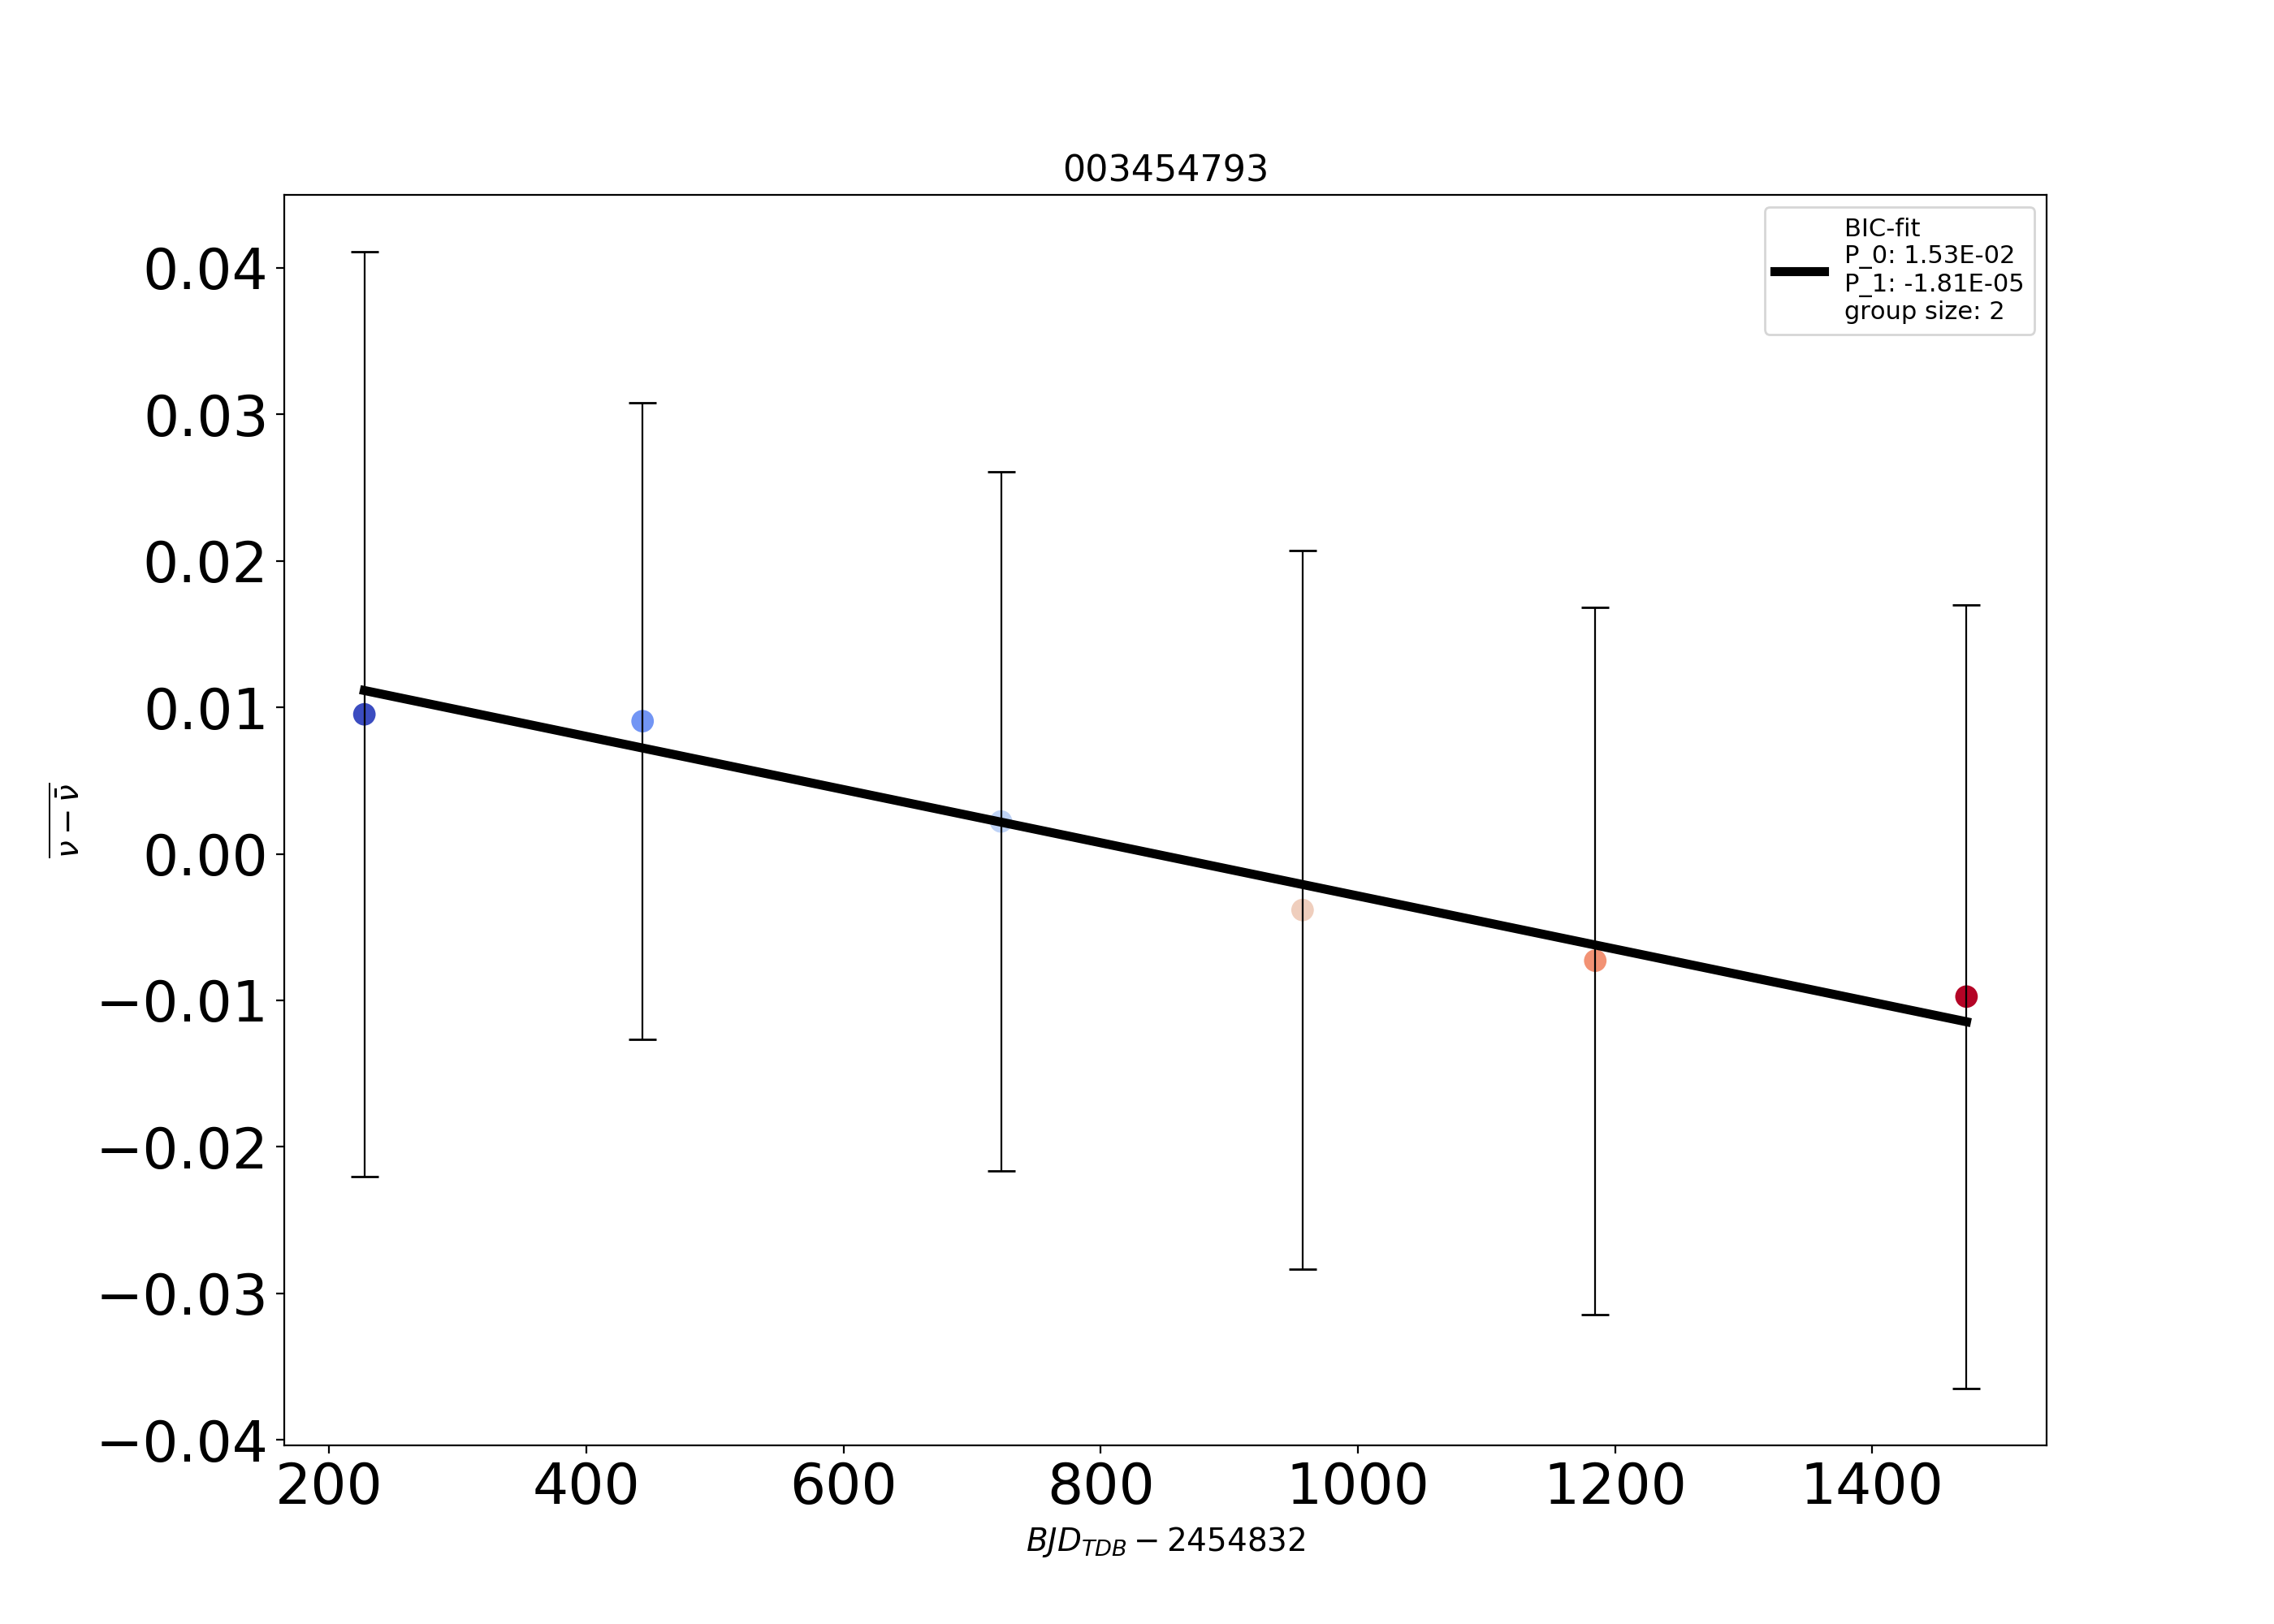 003454793
BIC-fit
P_0: 1.53E-02
P_1: -1.81E-05
group size: 2
0.04
0.03
0.02
0.01
0.00
−0.01
−0.02
−0.03
−0.04
ν − ν̄
200 400 600 800 1000 1200 1400
BJD_TDB − 2454832